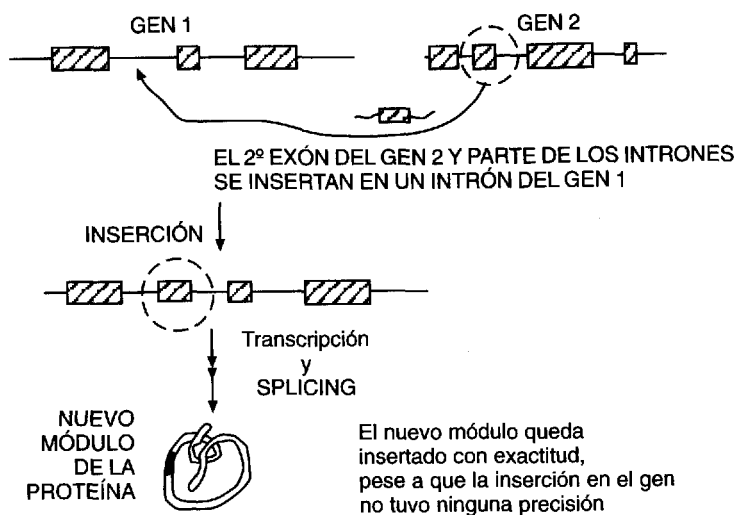 GEN 1
GEN 2
EL 2º EXÓN DEL GEN 2 Y PARTE DE LOS INTRONES
SE INSERTAN EN UN INTRÓN DEL GEN 1
INSERCIÓN
Transcripción
y
SPLICING
NUEVO
MÓDULO
DE LA
PROTEÍNA
El nuevo módulo queda
insertado con exactitud,
pese a que la inserción en el gen
no tuvo ninguna precisión